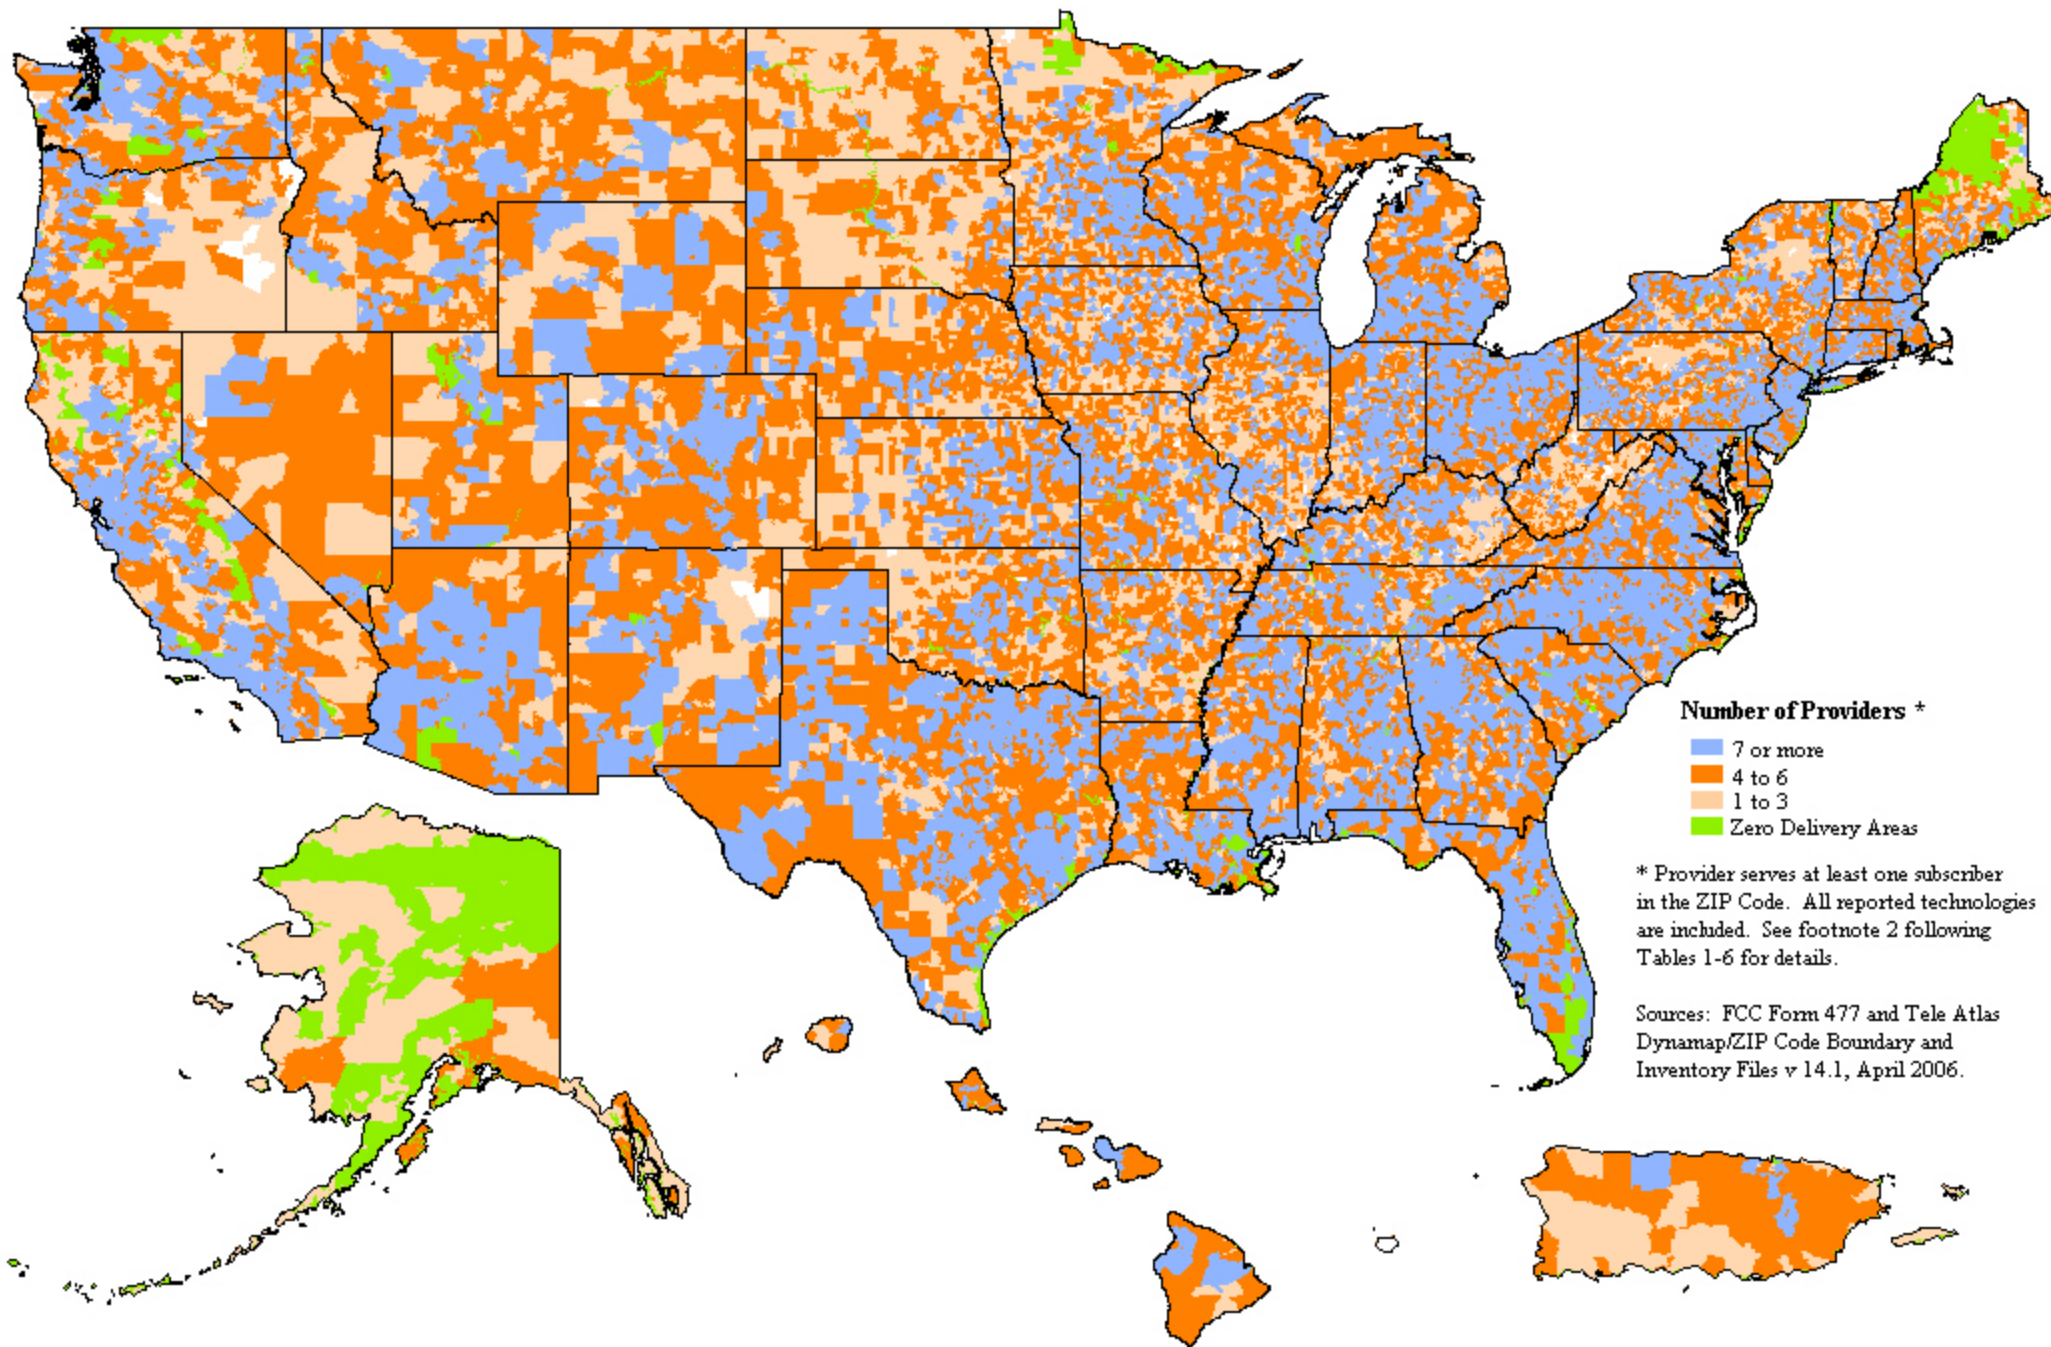 Number of Providers *
7 or more
4 to 6
1 to 3
Zero Delivery Areas
* Provider serves at least one subscriber
in the ZIP Code.  All reported technologies
are included.  See footnote 2 following
Tables 1-6 for details.
Sources:  FCC Form 477 and Tele Atlas
Dynamap/ZIP Code Boundary and
Inventory Files v 14.1, April 2006.